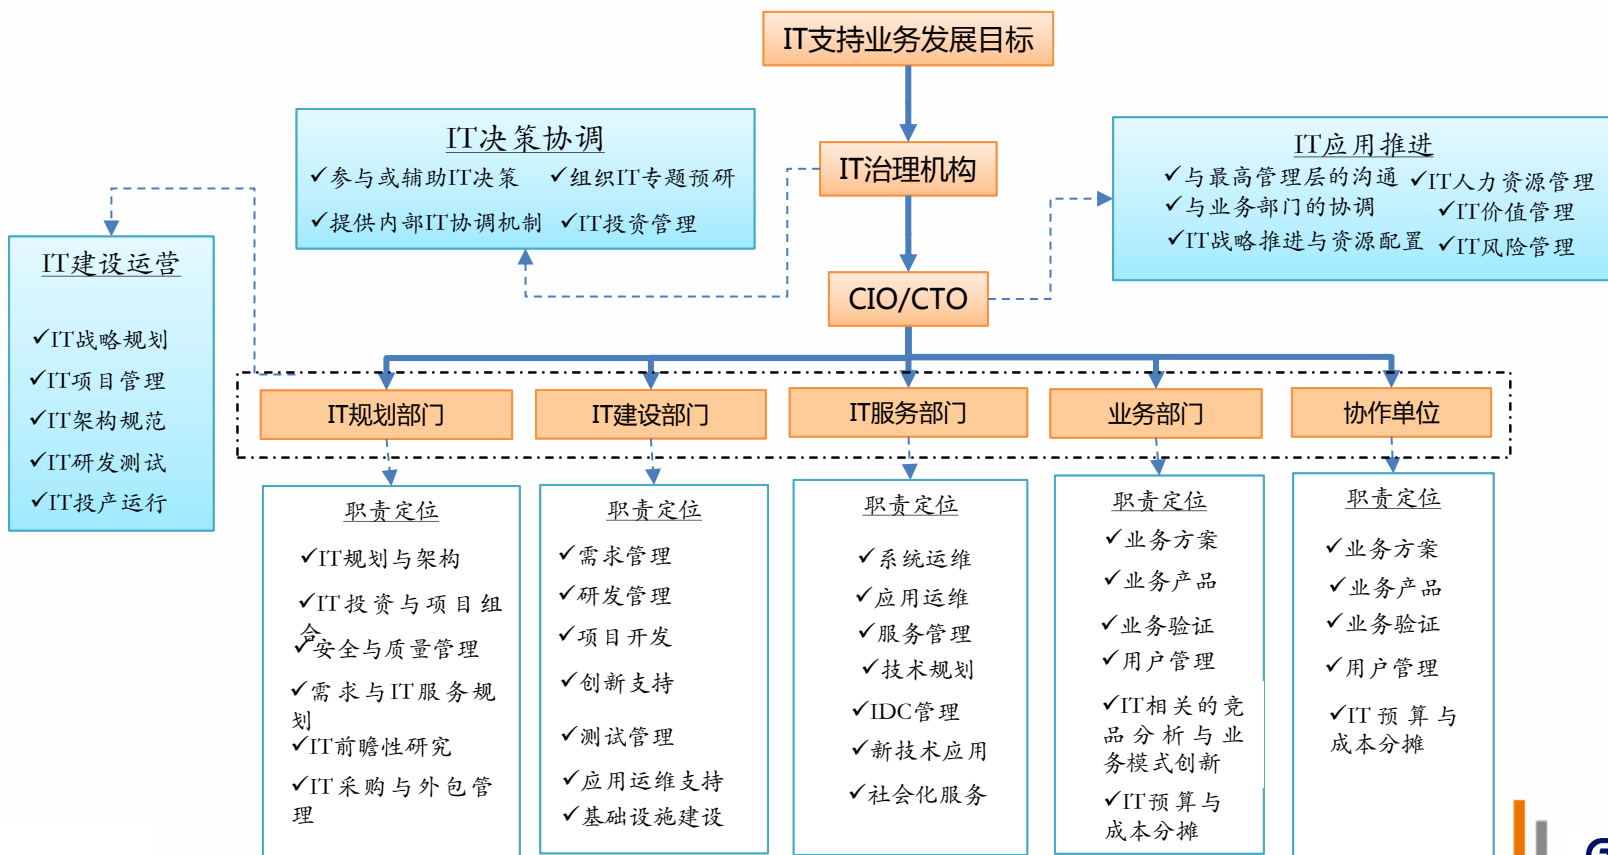 IT支持业务发展目标
IT决策协调
✓参与或辅助IT决策 ✓组织IT专题预研
✓提供内部IT协调机制 ✓IT投资管理
IT治理机构
IT应用推进
✓与最高管理层的沟通 ✓IT人力资源管理
✓与业务部门的协调 ✓IT价值管理
✓IT战略推进与资源配置 ✓IT风险管理
IT建设运营
✓IT战略规划
✓IT项目管理
✓IT架构规范
✓IT研发测试
✓IT投产运行
CIO/CTO
IT规划部门
IT建设部门
IT服务部门
业务部门
协作单位
职责定位
✓IT规划与架构
✓IT投资与项目组
合
✓安全与质量管理
✓需求与IT服务规
划
✓IT前瞻性研究
✓IT采购与外包管
理
职责定位
✓需求管理
✓研发管理
✓项目开发
✓创新支持
✓测试管理
✓应用运维支持
✓基础设施建设
职责定位
✓系统运维
✓应用运维
✓服务管理
✓技术规划
✓IDC管理
✓新技术应用
✓社会化服务
职责定位
✓业务方案
✓业务产品
✓业务验证
✓用户管理
✓IT相关的竞
品分析与业
务模式创新
✓IT预算与
成本分摊
职责定位
✓业务方案
✓业务产品
✓业务验证
✓用户管理
✓IT预算与
成本分摊